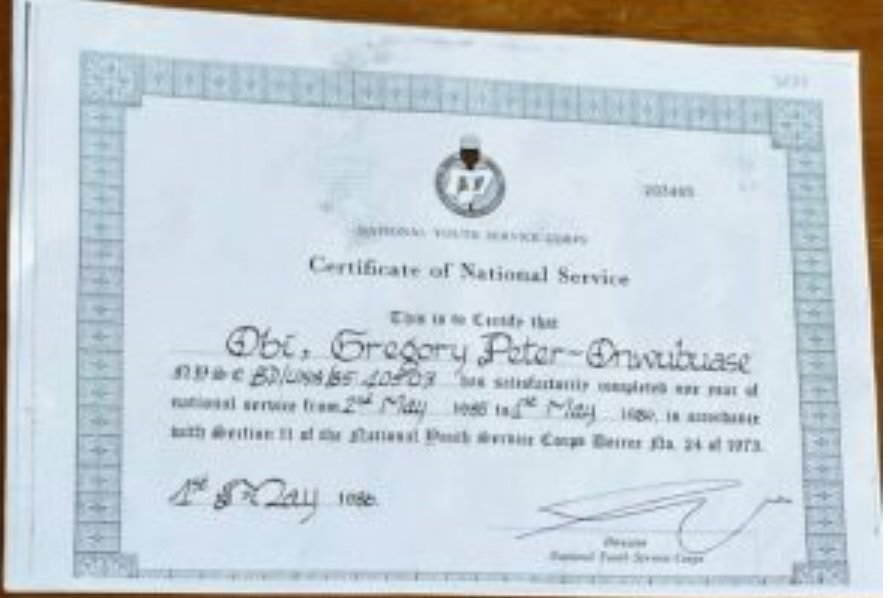 NATIONAL YOUTH SERVICE CORPS
Certificate of National Service
This is to Certify that
Obi, Gregory Peter-Onwubuase
has satisfactorily completed one year of
national service from 2nd May to 1st May in accordance
with Section 11 of the National Youth Service Corps Decree No. 24 of 1973.
1st May 1986.
Director
National Youth Service Corps